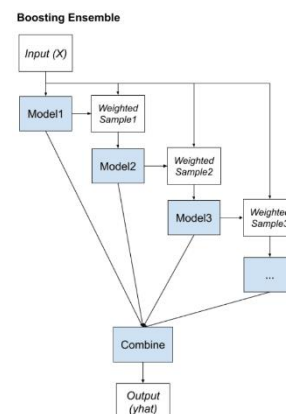 Boosting Ensemble
Input (X)
Model1
Weighted
Sample1
Model2
Weighted
Sample2
Model3
Weighted
Sample3
...
Combine
Output
(yhat)